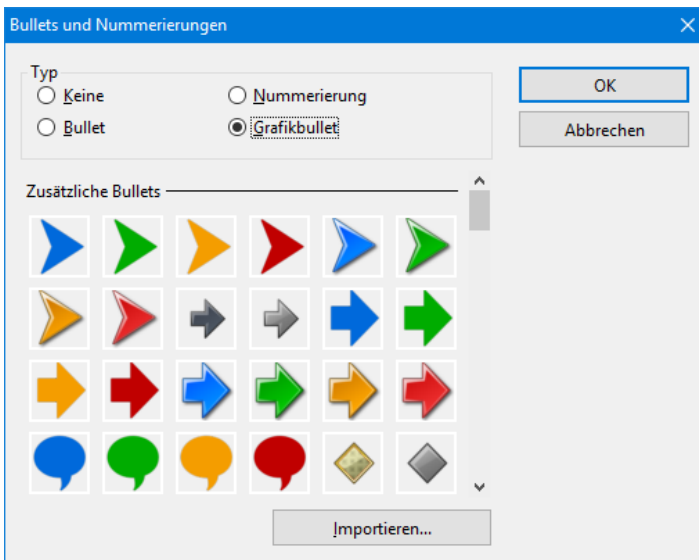 Bullets und Nummerierungen
Typ
Keine
Nummerierung
Bullet
Grafikbullet
OK
Abbrechen
Zusätzliche Bullets
Importieren...